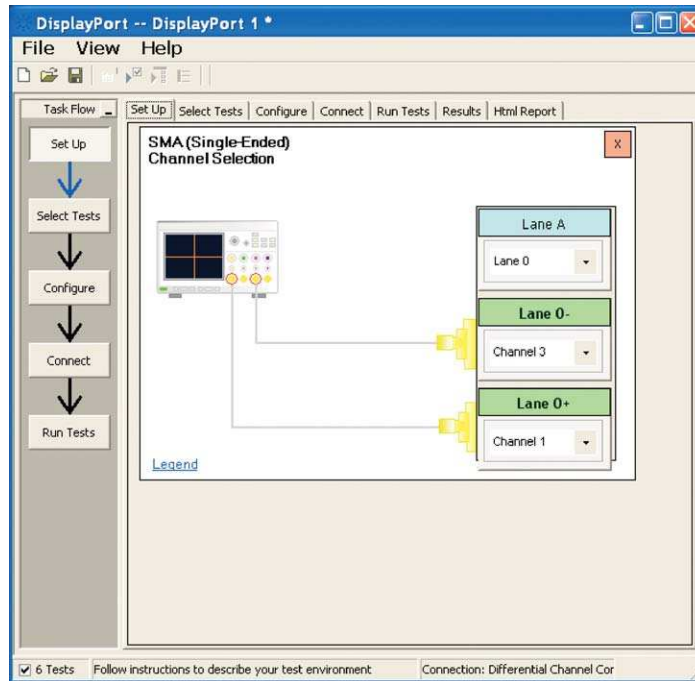 DisplayPort -- DisplayPort 1 *
File View Help
Task Flow
Set Up
Select Tests
Configure
Connect
Run Tests
Set Up Select Tests Configure Connect Run Tests Results Html Report
SMA (Single-Ended)
Channel Selection
X
Lane A
Lane 0
Lane 0-
Channel 3
Lane 0+
Channel 1
Legend
6 Tests Follow instructions to describe your test environment Connection: Differential Channel Cor